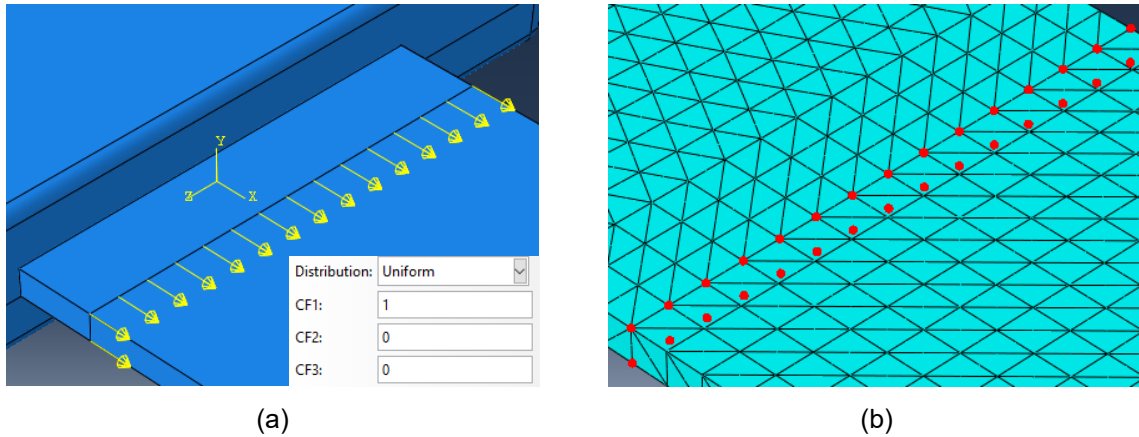 Y
Z
X
Distribution: Uniform
CF1: 1
CF2: 0
CF3: 0
(a)
(b)